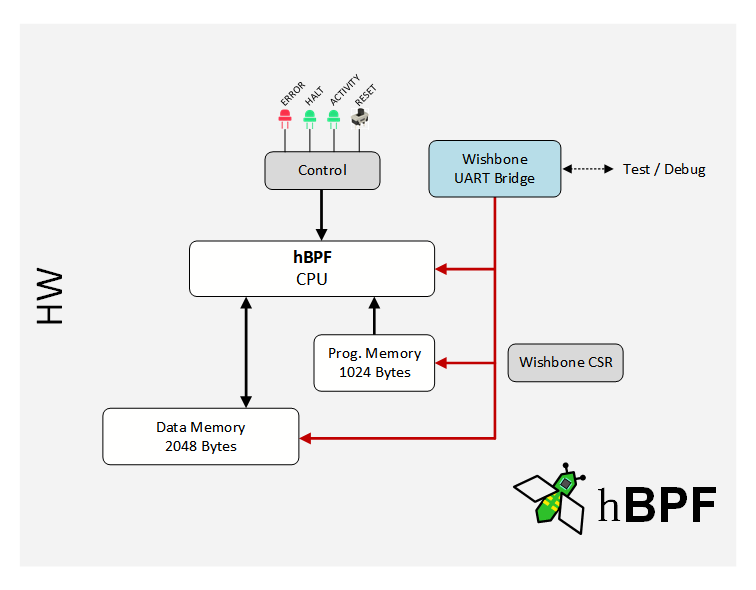 ERROR
HALT
ACTIVITY
RESET
Control
Wishbone
UART Bridge
Test / Debug
hBPF
CPU
HW
Prog. Memory
1024 Bytes
Wishbone CSR
Data Memory
2048 Bytes
hBPF